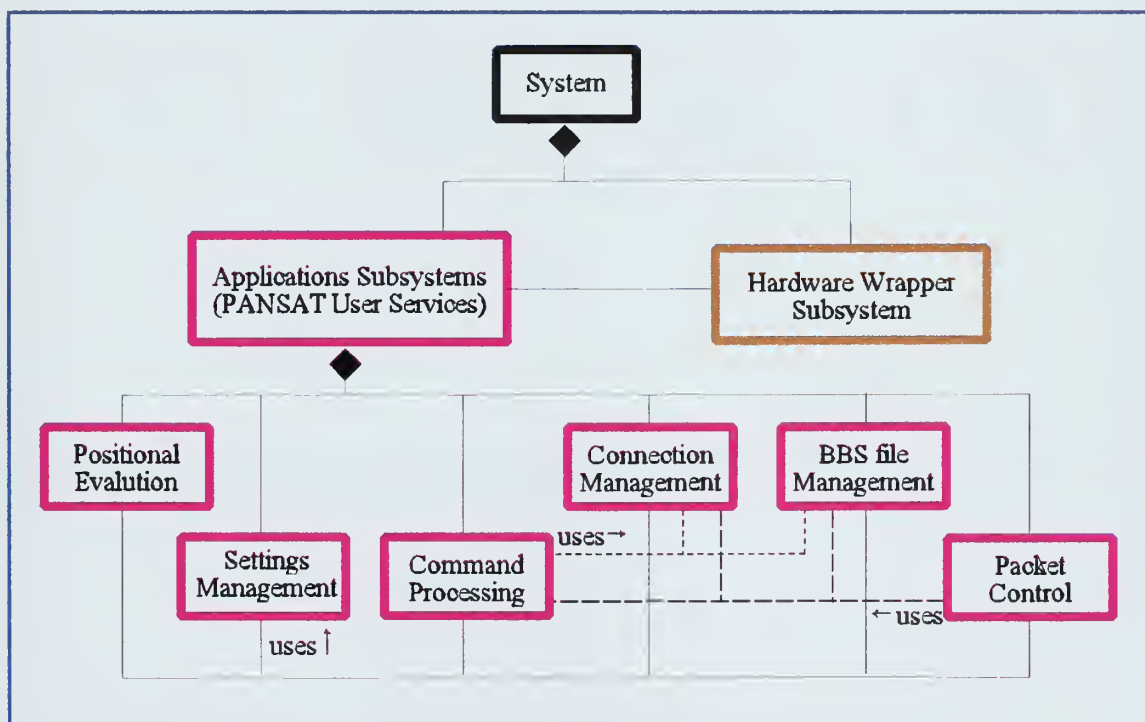 System
Applications Subsystems
(PANSAT User Services)
Hardware Wrapper
Subsystem
Positional
Evalution
Connection
Management
BBS file
Management
uses→
Settings
Management
Command
Processing
Packet
Control
uses ↑
← uses